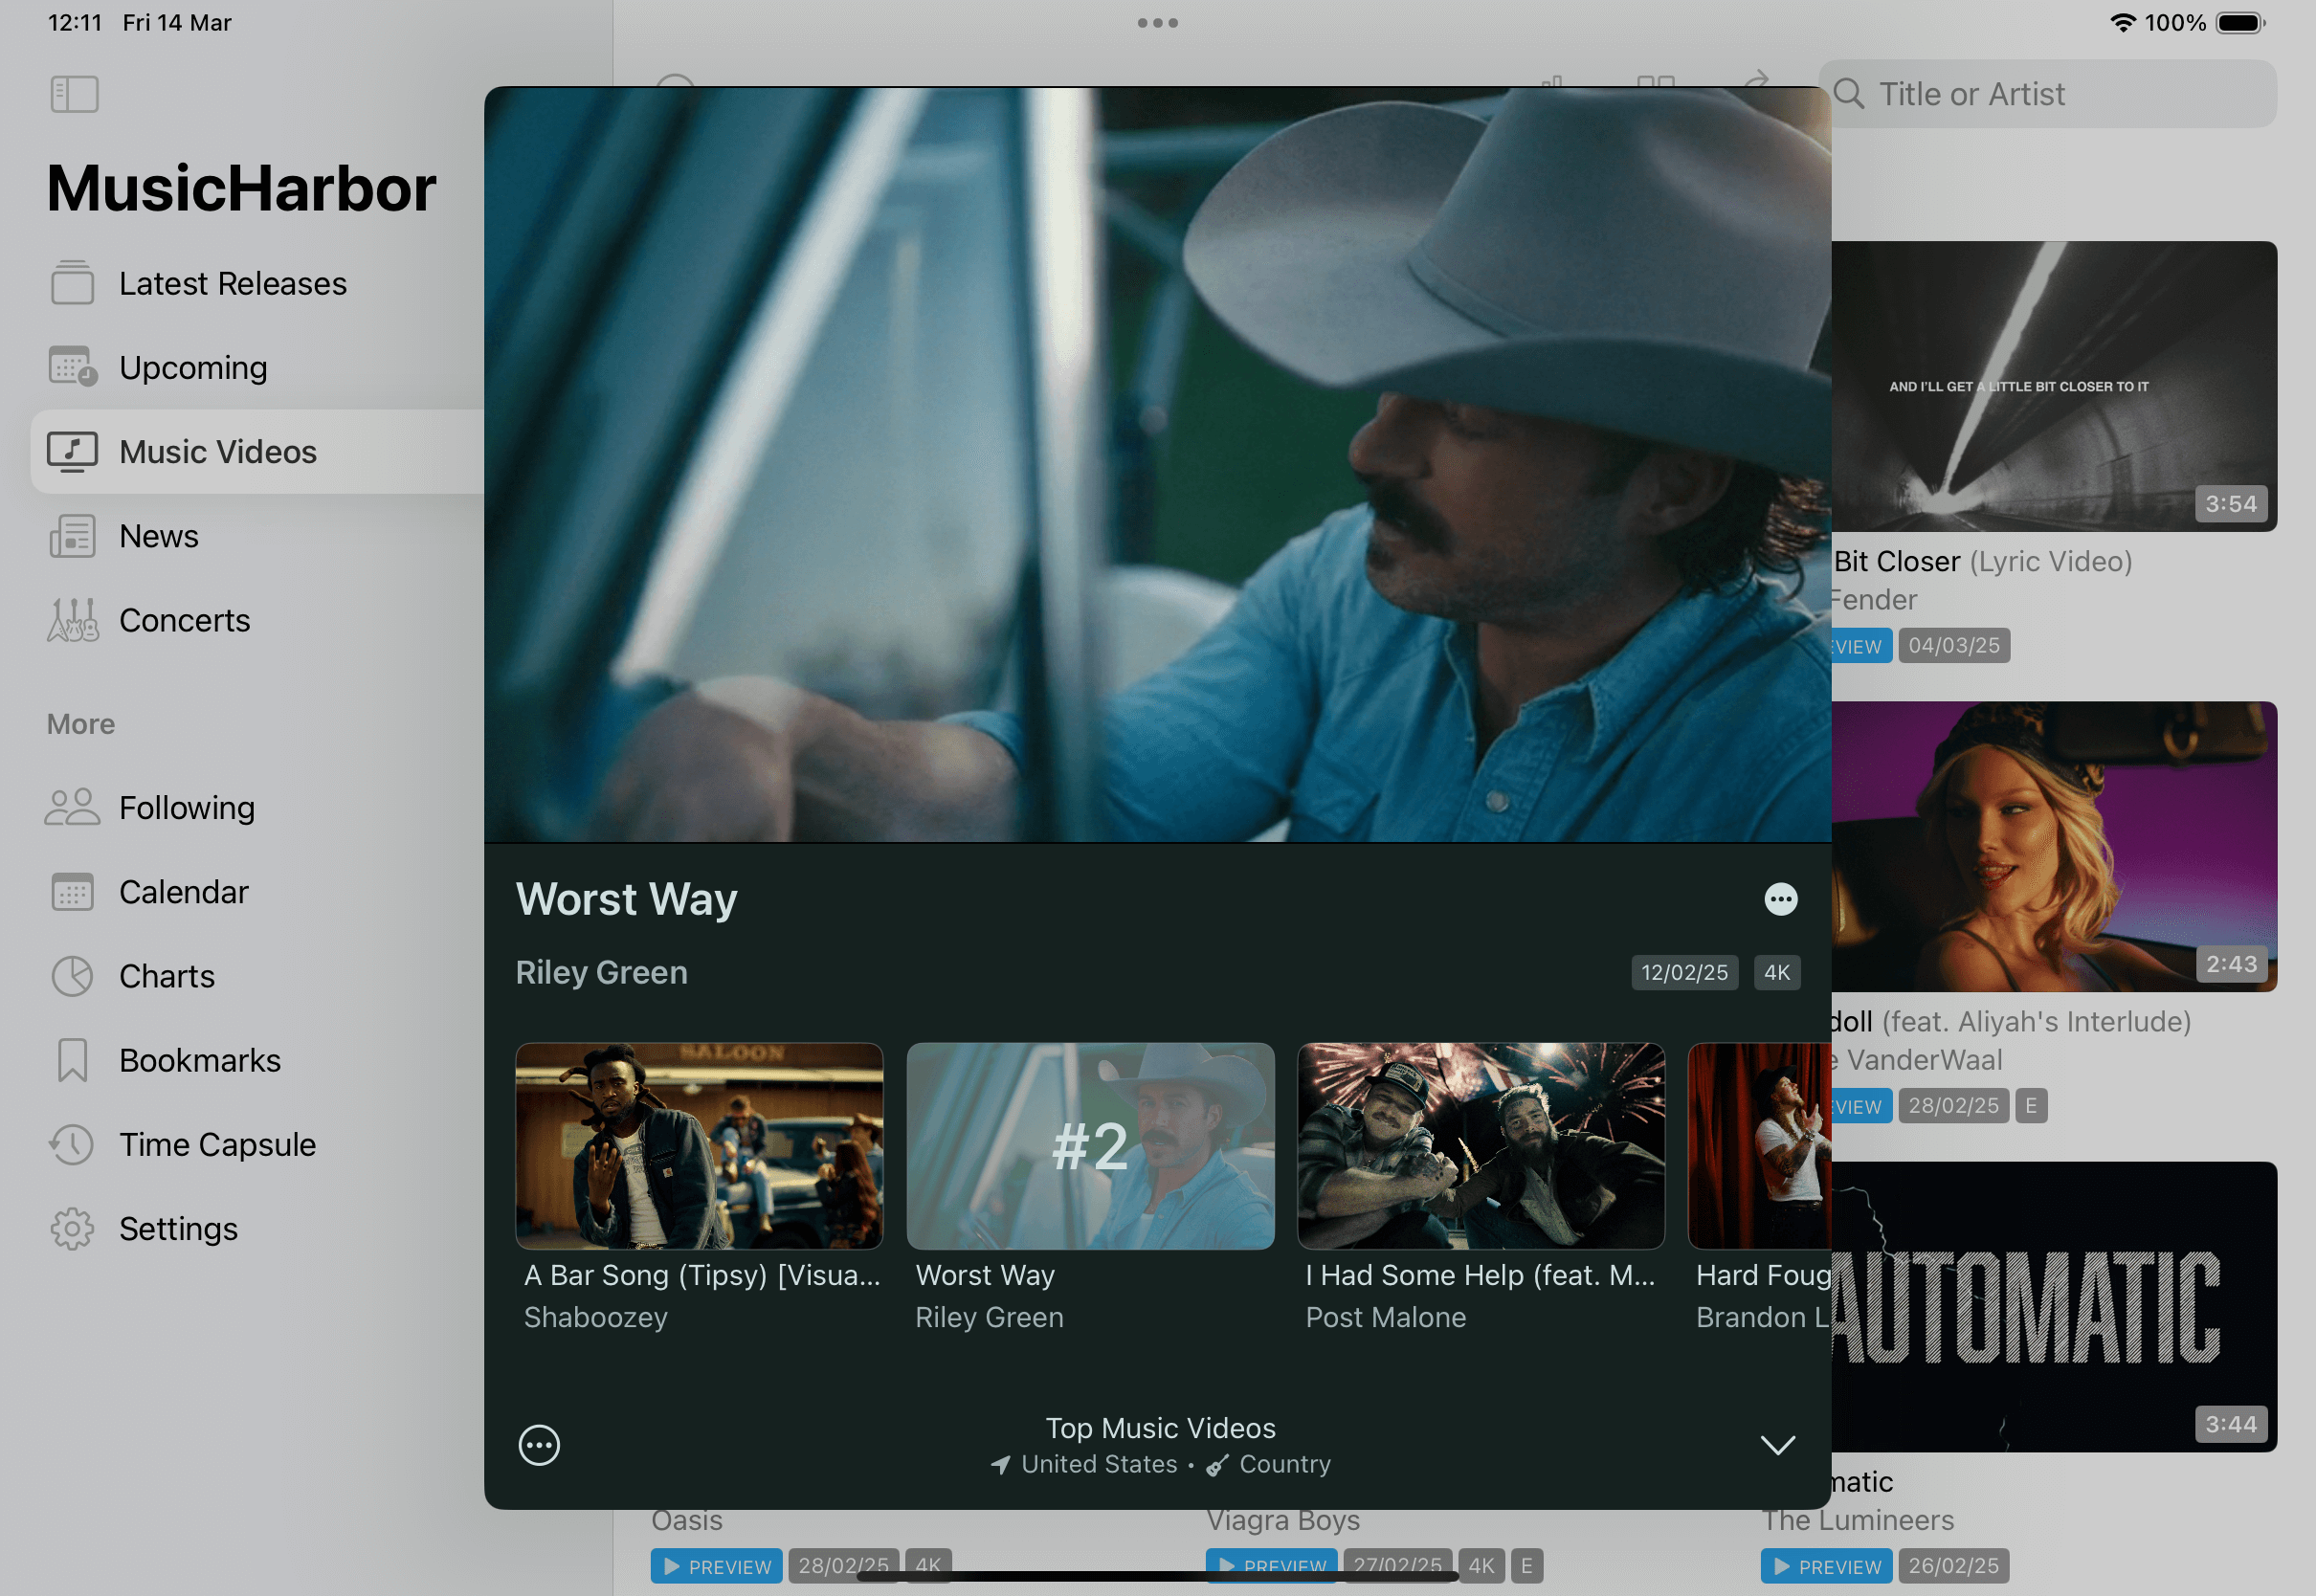 12:11 Fri 14 Mar
100%
MusicHarbor
Latest Releases
Upcoming
Music Videos
News
Concerts
More
Following
Calendar
Charts
Bookmarks
Time Capsule
Settings
Title or Artist
AND I'LL GET A LITTLE BIT CLOSER TO IT
3:54
Bit Closer (Lyric Video)
Fender
04/03/25
2:43
(feat. Aliyah's Interlude)
VanderWaal
28/02/25 E
AUTOMATIC
3:44
The Lumineers
PREVIEW 26/02/25
Worst Way
Riley Green
12/02/25 4K
SALOON
#2
A Bar Song (Tipsy) [Visua...
Shaboozey
Worst Way
Riley Green
I Had Some Help (feat. M...
Post Malone
Hard Foug
Brandon L
Top Music Videos
United States • Country
Oasis
PREVIEW 28/02/25 4K
Viagra Boys
PREVIEW 27/02/25 4K E